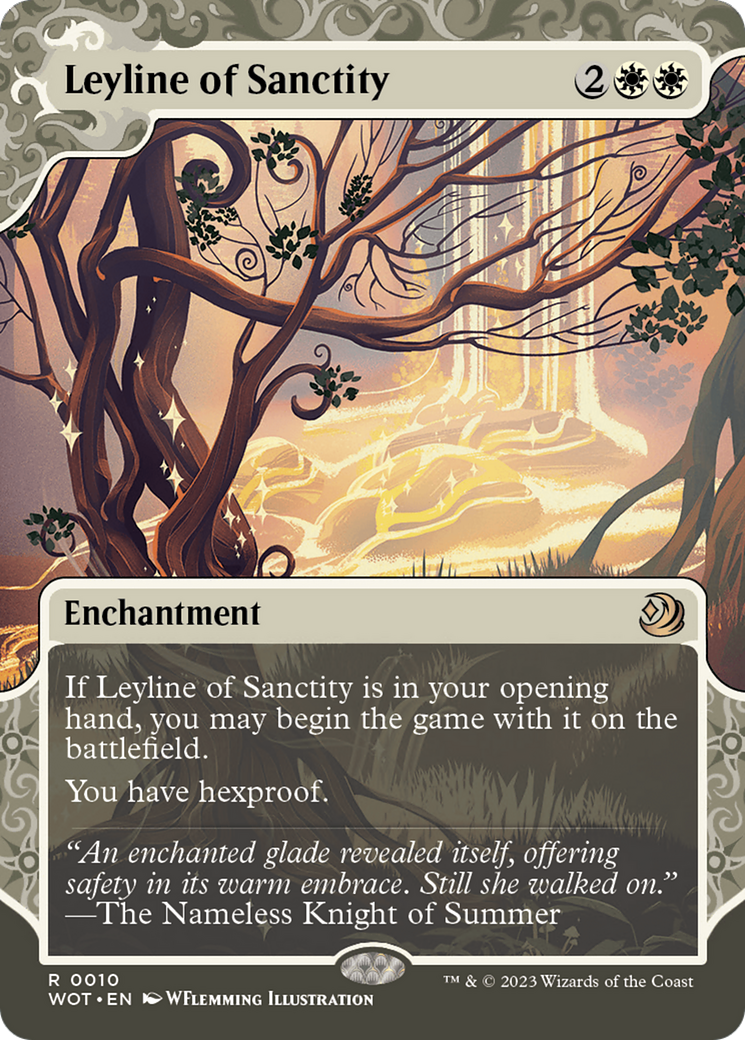 Leyline of Sanctity 2
Enchantment
If Leyline of Sanctity is in your opening
hand, you may begin the game with it on the
battlefield.
You have hexproof.
“An enchanted glade revealed itself, offering
safety in its warm embrace. Still she walked on.”
—The Nameless Knight of Summer
R 0010
WOT • EN WFlemming Illustration
™ & © 2023 Wizards of the Coast